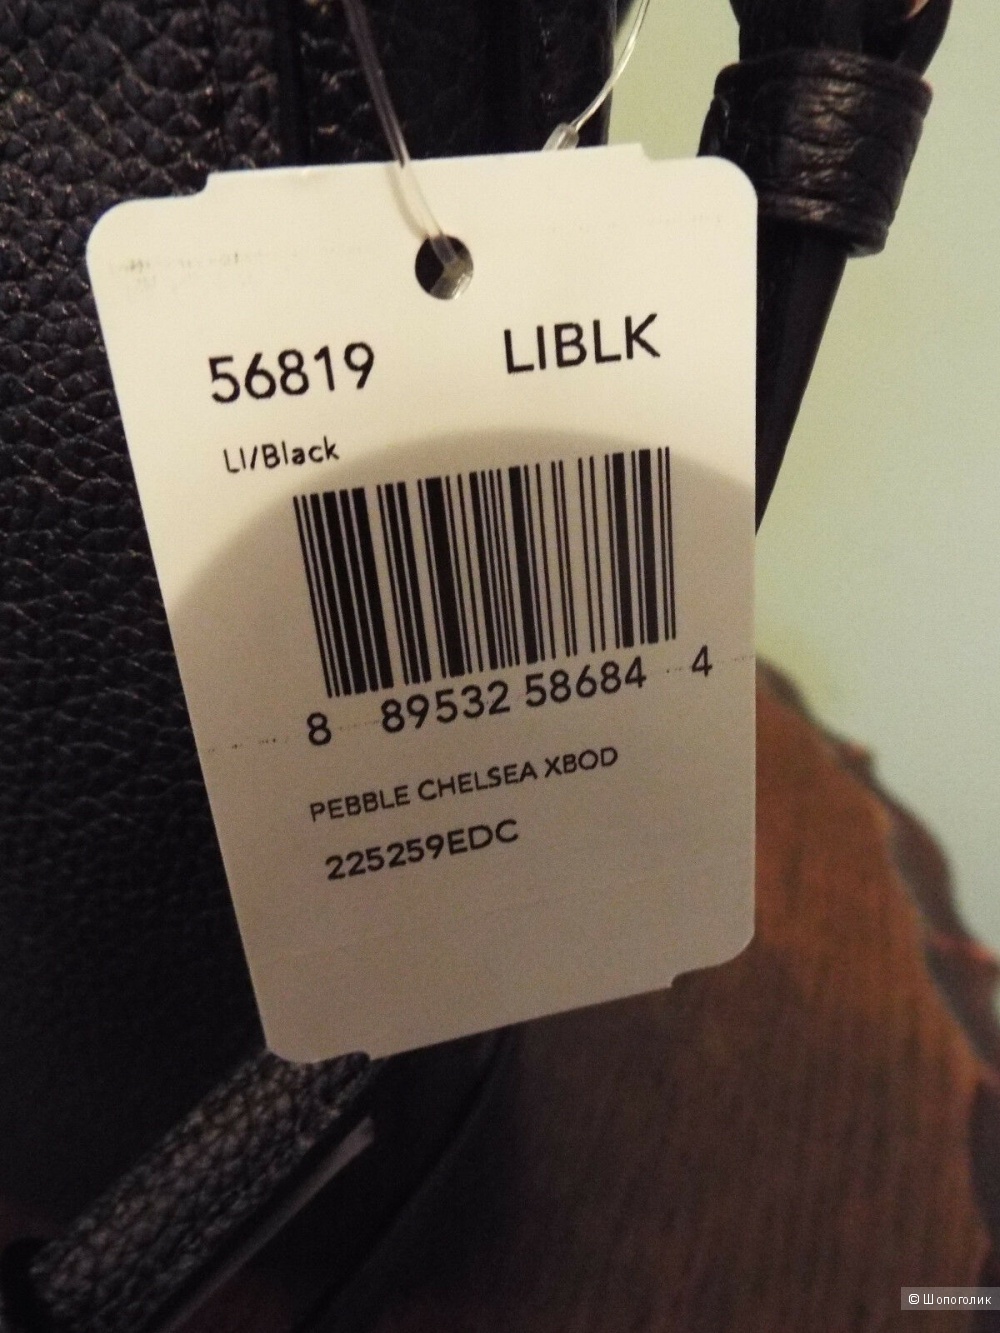 56819 LIBLK
LI/Black
8 89532 58684 4
PEBBLE CHELSEA XBOD
225259EDC
© Шопоголик